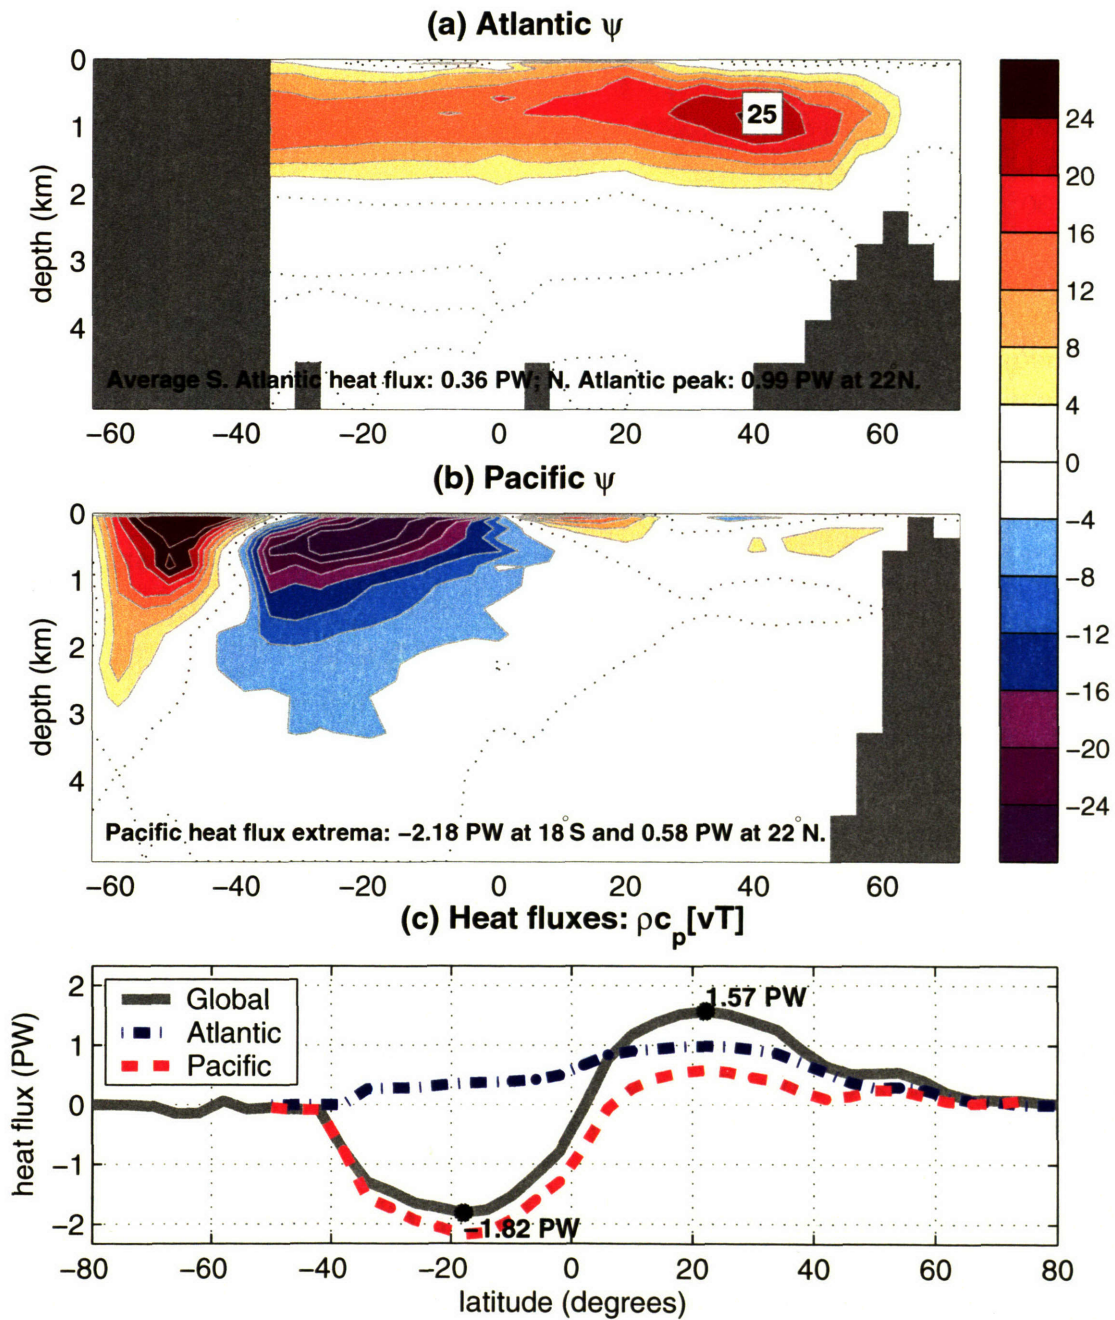 (a) Atlantic ψ
0
1
2
3
4
depth (km)
25
Average S. Atlantic heat flux: 0.36 PW; N. Atlantic peak: 0.99 PW at 22N.
−60 −40 −20 0 20 40 60
24
20
16
12
8
4
0
−4
−8
−12
−16
−20
−24
(b) Pacific ψ
0
1
2
3
4
depth (km)
Pacific heat flux extrema: −2.18 PW at 18°S and 0.58 PW at 22°N.
−60 −40 −20 0 20 40 60
(c) Heat fluxes: ρcp[vT]
2
1
0
−1
−2
heat flux (PW)
Global
Atlantic
Pacific
1.57 PW
−1.82 PW
−80 −60 −40 −20 0 20 40 60 80
latitude (degrees)